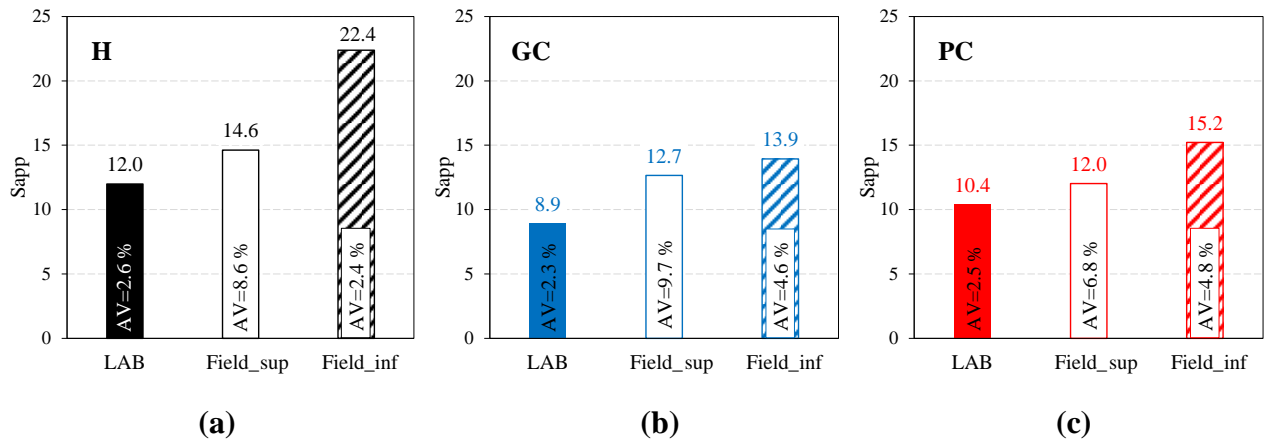 H
Sapp
25
20
15
10
5
0
12.0
14.6
22.4
AV=2.6 %
AV=8.6 %
AV=2.4 %
LAB
Field_sup
Field_inf
(a)
GC
Sapp
25
20
15
10
5
0
8.9
12.7
13.9
AV=2.3 %
AV=9.7 %
AV=4.6 %
LAB
Field_sup
Field_inf
(b)
PC
Sapp
25
20
15
10
5
0
10.4
12.0
15.2
AV=2.5 %
AV=6.8 %
AV=4.8 %
LAB
Field_sup
Field_inf
(c)